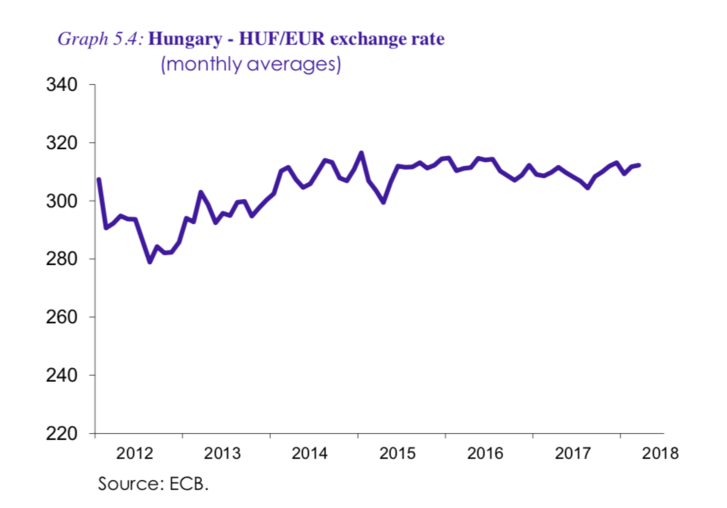 Graph 5.4: Hungary - HUF/EUR exchange rate
(monthly averages)
340
320
300
280
260
240
220
2012 2013 2014 2015 2016 2017 2018
Source: ECB.